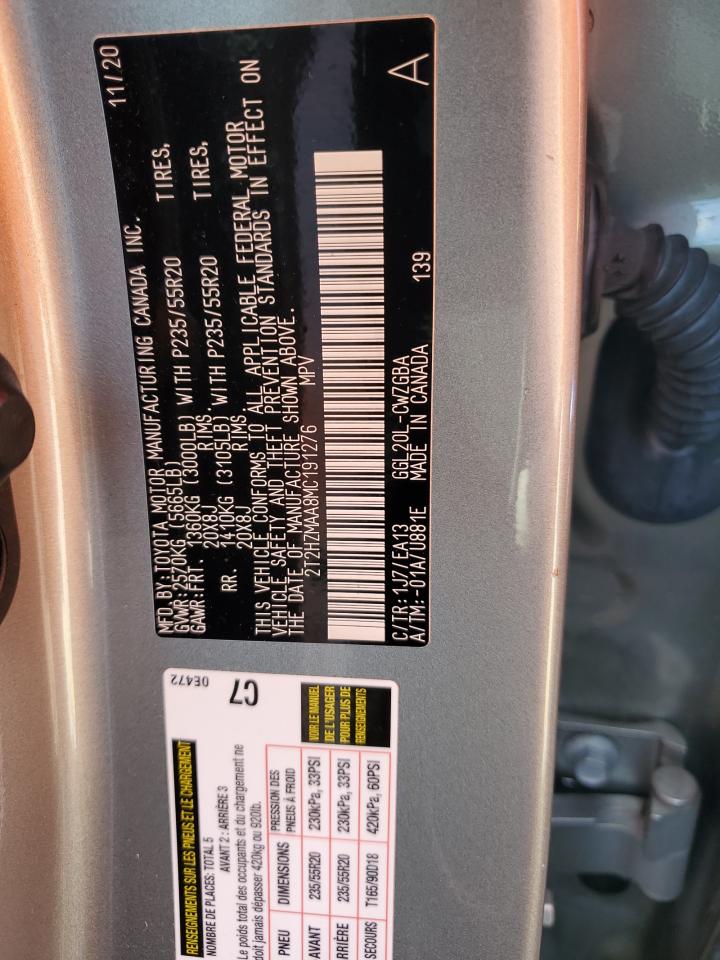 11/20
MFD.BY:TOYOTA MOTOR MANUFACTURING CANADA INC.
GVWR:2570KG (5665LB)
GAWR:FRT. 1360KG (3000LB) WITH P235/55R20 TIRES,
20X8J RIMS.
RR. 1410KG (3105LB) WITH P235/55R20 TIRES,
20X8J RIMS.
THIS VEHICLE CONFORMS TO ALL APPLICABLE FEDERAL MOTOR
VEHICLE SAFETY AND THEFT PREVENTION STANDARDS IN EFFECT ON
THE DATE OF MANUFACTURE SHOWN ABOVE.
2T2HZMAA8MC191276 MPV
C/TR:1J7/EA13 GGL20L-CWZGBA 139
A/TM:-01A/U881E MADE IN CANADA
A
0E472
C7
RENSEIGNEMENTS SUR LES PNEUS ET LE CHARGEMENT
NOMBRE DE PLACES: TOTAL 5
AVANT 2 : ARRIÈRE 3
Le poids total des occupants et du chargement ne
doit jamais dépasser 420kg ou 920lb.
PNEU DIMENSIONS PRESSION DES PNEUS À FROID
AVANT 235/55R20 230kPa, 33PSI
ARRIÈRE 235/55R20 230kPa, 33PSI
SECOURS T165/90D18 420kPa, 60PSI
VOIR LE MANUEL
DE L'USAGER
POUR PLUS DE
RENSEIGNEMENTS